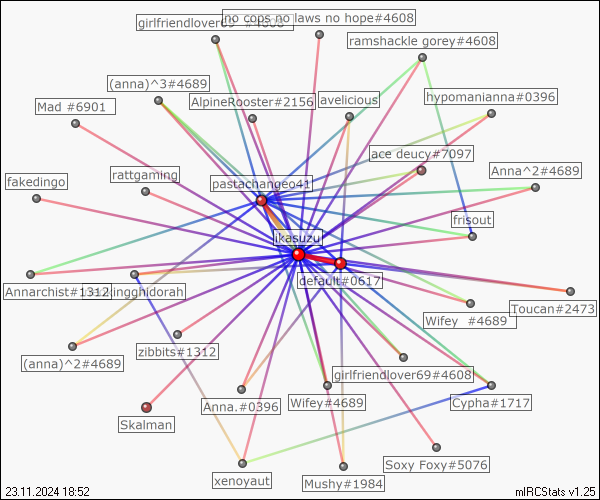 no cops no laws no hope#4608
girlfriendlover69 #4608
ramshackle gorey#4608
(anna)^3#4689
AlpineRooster#2156
avelicious
hypomanianna#0396
Mad #6901
ace deucy#7097
rattgaming
Anna^2#4689
fakedingo
pastachangeo41
frisout
ikasuzu
default#0617
Annarchist#1312
Toucan#2473
Wifey #4689
zibbits#1312
(anna)^2#4689
girlfriendlover69#4608
Anna.#0396
Wifey#4689
Cypha#1717
Skalman
Soxy Foxy#5076
xenoyaut
Mushy#1984
23.11.2024 18:52
mIRCStats v1.25